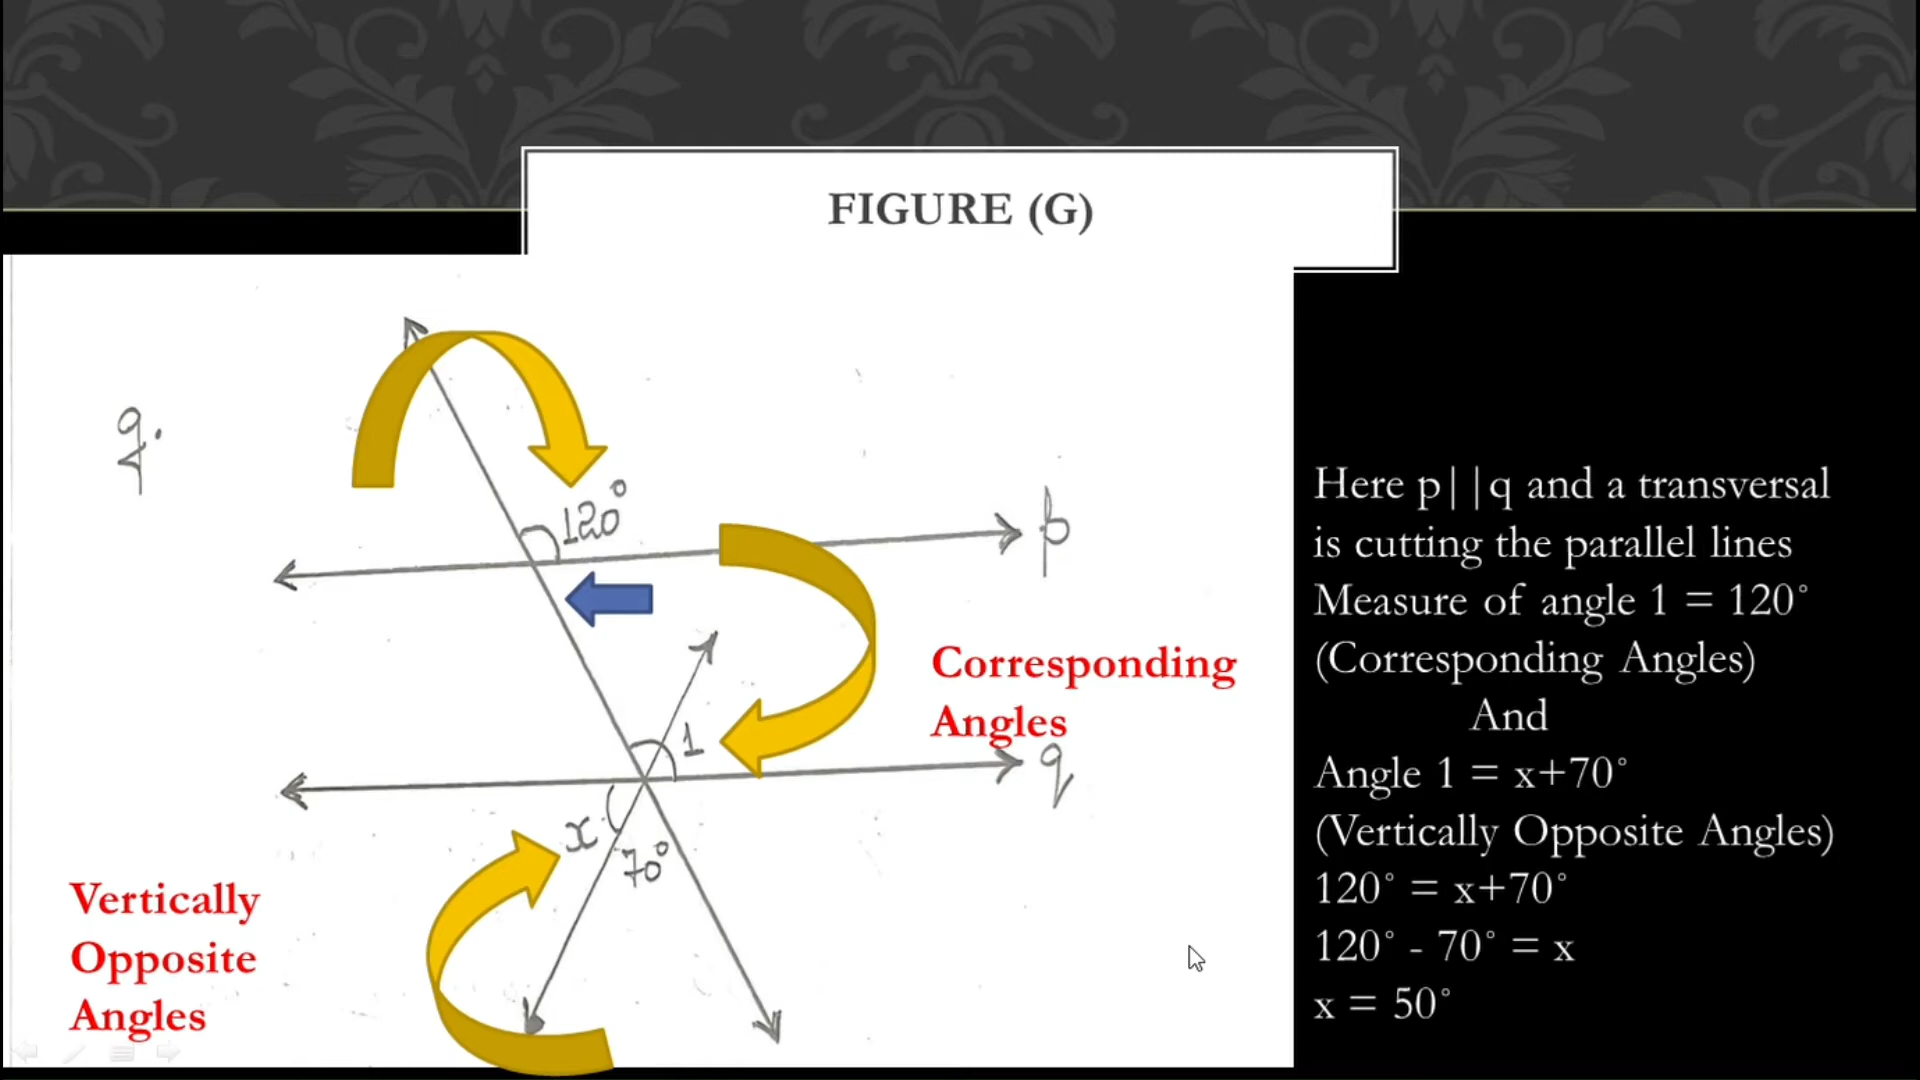 FIGURE (G)
g.
120°
p
Corresponding
Angles
1
q
x
70°
Vertically
Opposite
Angles
Here p||q and a transversal
is cutting the parallel lines
Measure of angle 1 = 120°
(Corresponding Angles)
And
Angle 1 = x+70°
(Vertically Opposite Angles)
120° = x+70°
120° - 70° = x
x = 50°